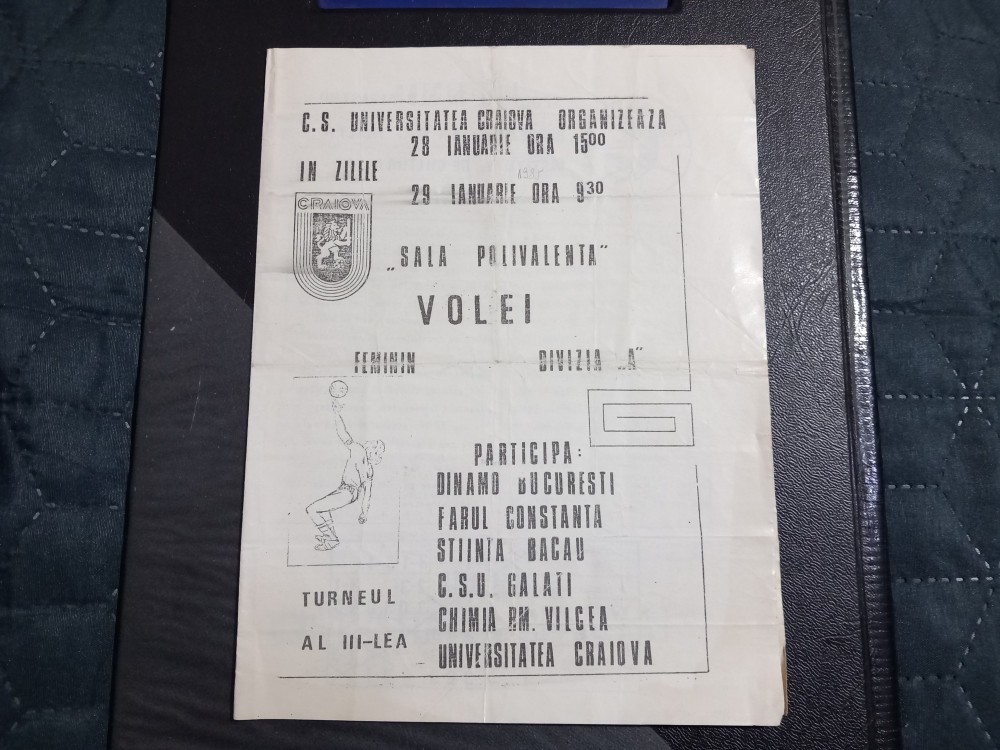 C.S. UNIVERSITATEA CRAIOVA ORGANIZEAZA
28 IANUARIE ORA 15⁰⁰
IN ZILELE
29 IANUARIE ORA 9³⁰
CRAIOVA
„SALA POLIVALENTA"
VOLEI
FEMININ DIVIZIA „A"
PARTICIPA:
DINAMO BUCURESTI
FARUL CONSTANTA
STIINTA BACAU
C.S.U. GALATI
CHIMIA RM. VILCEA
UNIVERSITATEA CRAIOVA
TURNEUL
AL III-LEA